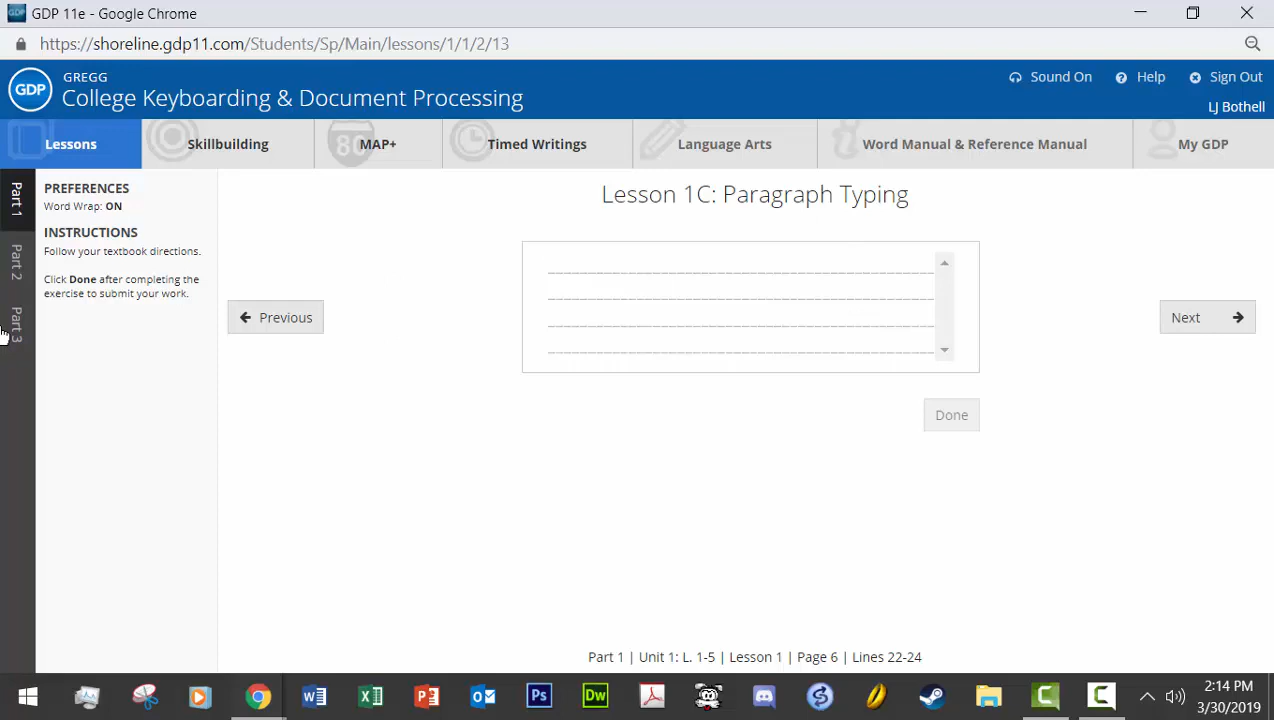 GDP 11e - Google Chrome
https://shoreline.gdp11.com/Students/Sp/Main/lessons/1/1/2/13
GDP
GREGG
College Keyboarding & Document Processing
Sound On
Help
Sign Out
LJ Bothell
Lessons
Skillbuilding
80
MAP+
Timed Writings
Language Arts
Word Manual & Reference Manual
My GDP
Part 1
Part 2
Part 3
PREFERENCES
Word Wrap: ON
INSTRUCTIONS
Follow your textbook directions.
Click Done after completing the
exercise to submit your work.
Lesson 1C: Paragraph Typing
Previous
Next
Done
Part 1 | Unit 1: L. 1-5 | Lesson 1 | Page 6 | Lines 22-24
2:14 PM
3/30/2019